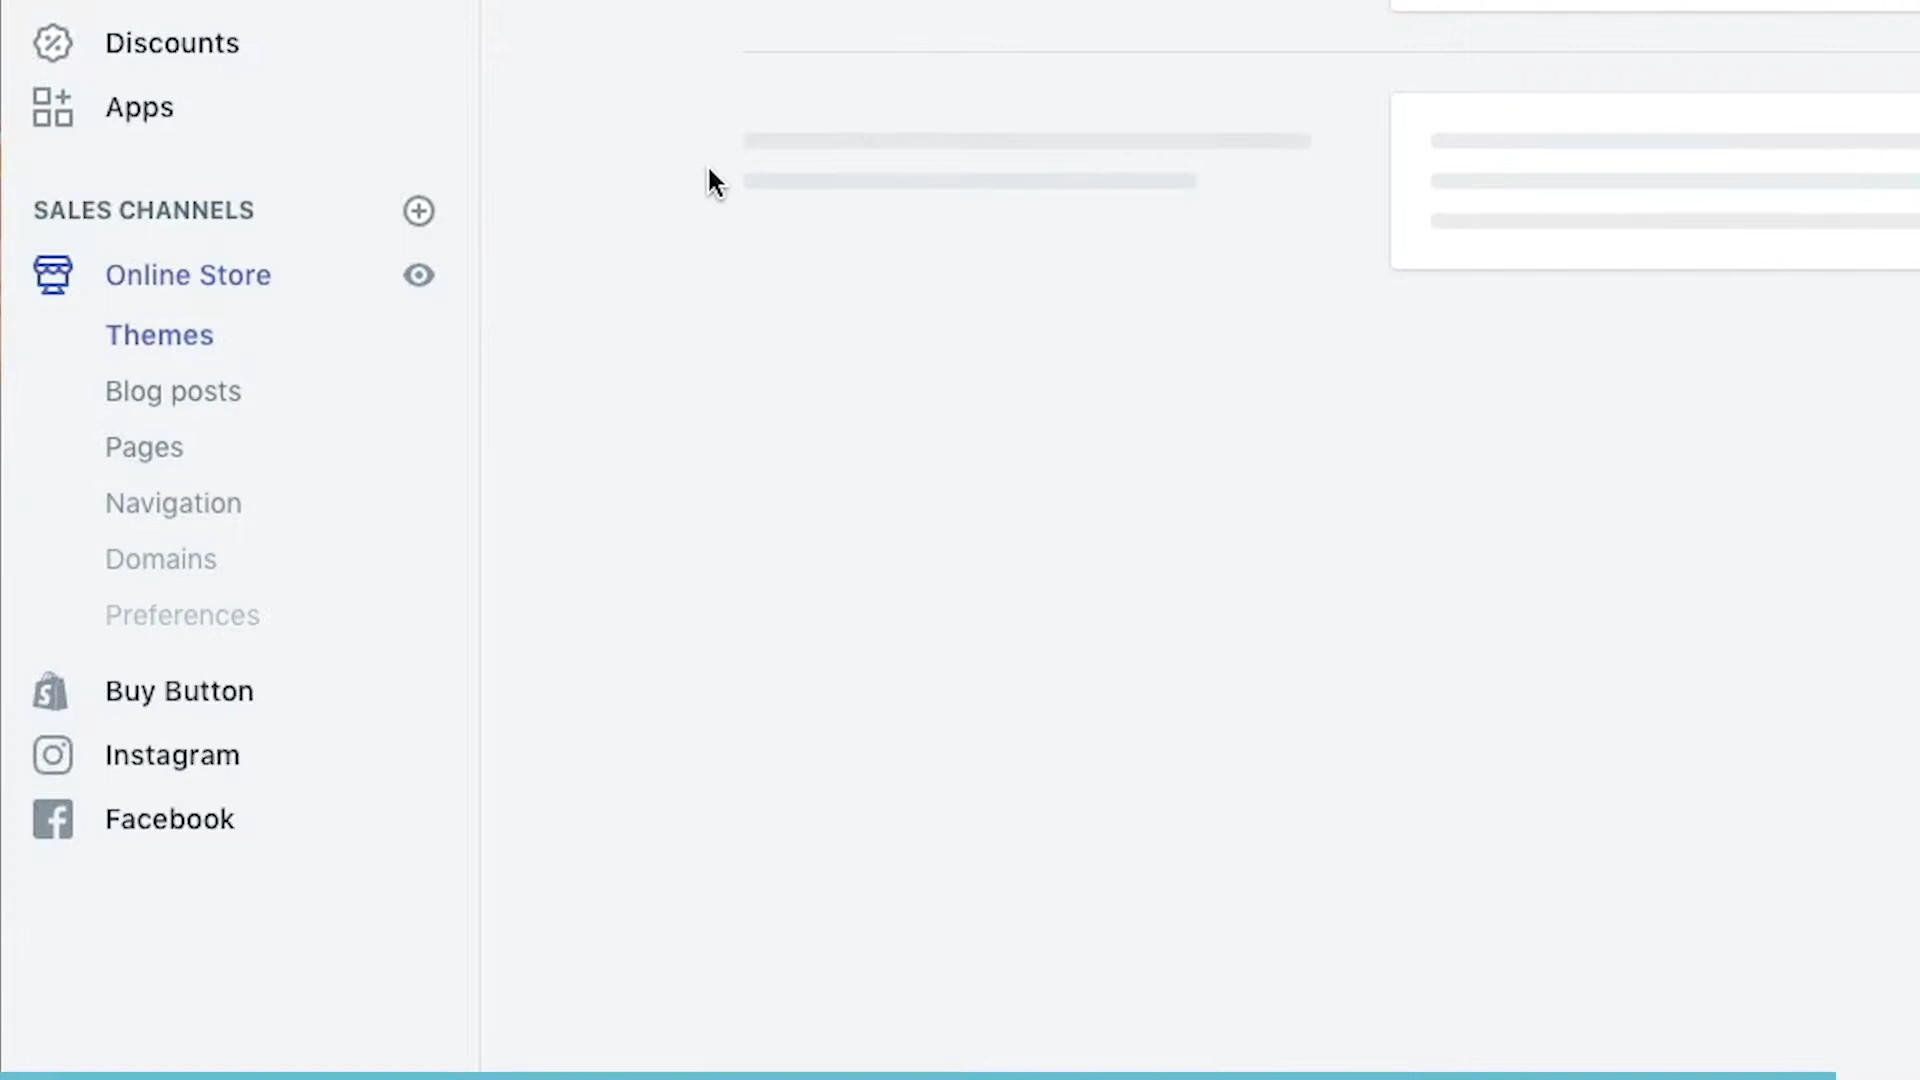 Discounts
Apps
SALES CHANNELS
Online Store
Themes
Blog posts
Pages
Navigation
Domains
Preferences
Buy Button
Instagram
Facebook